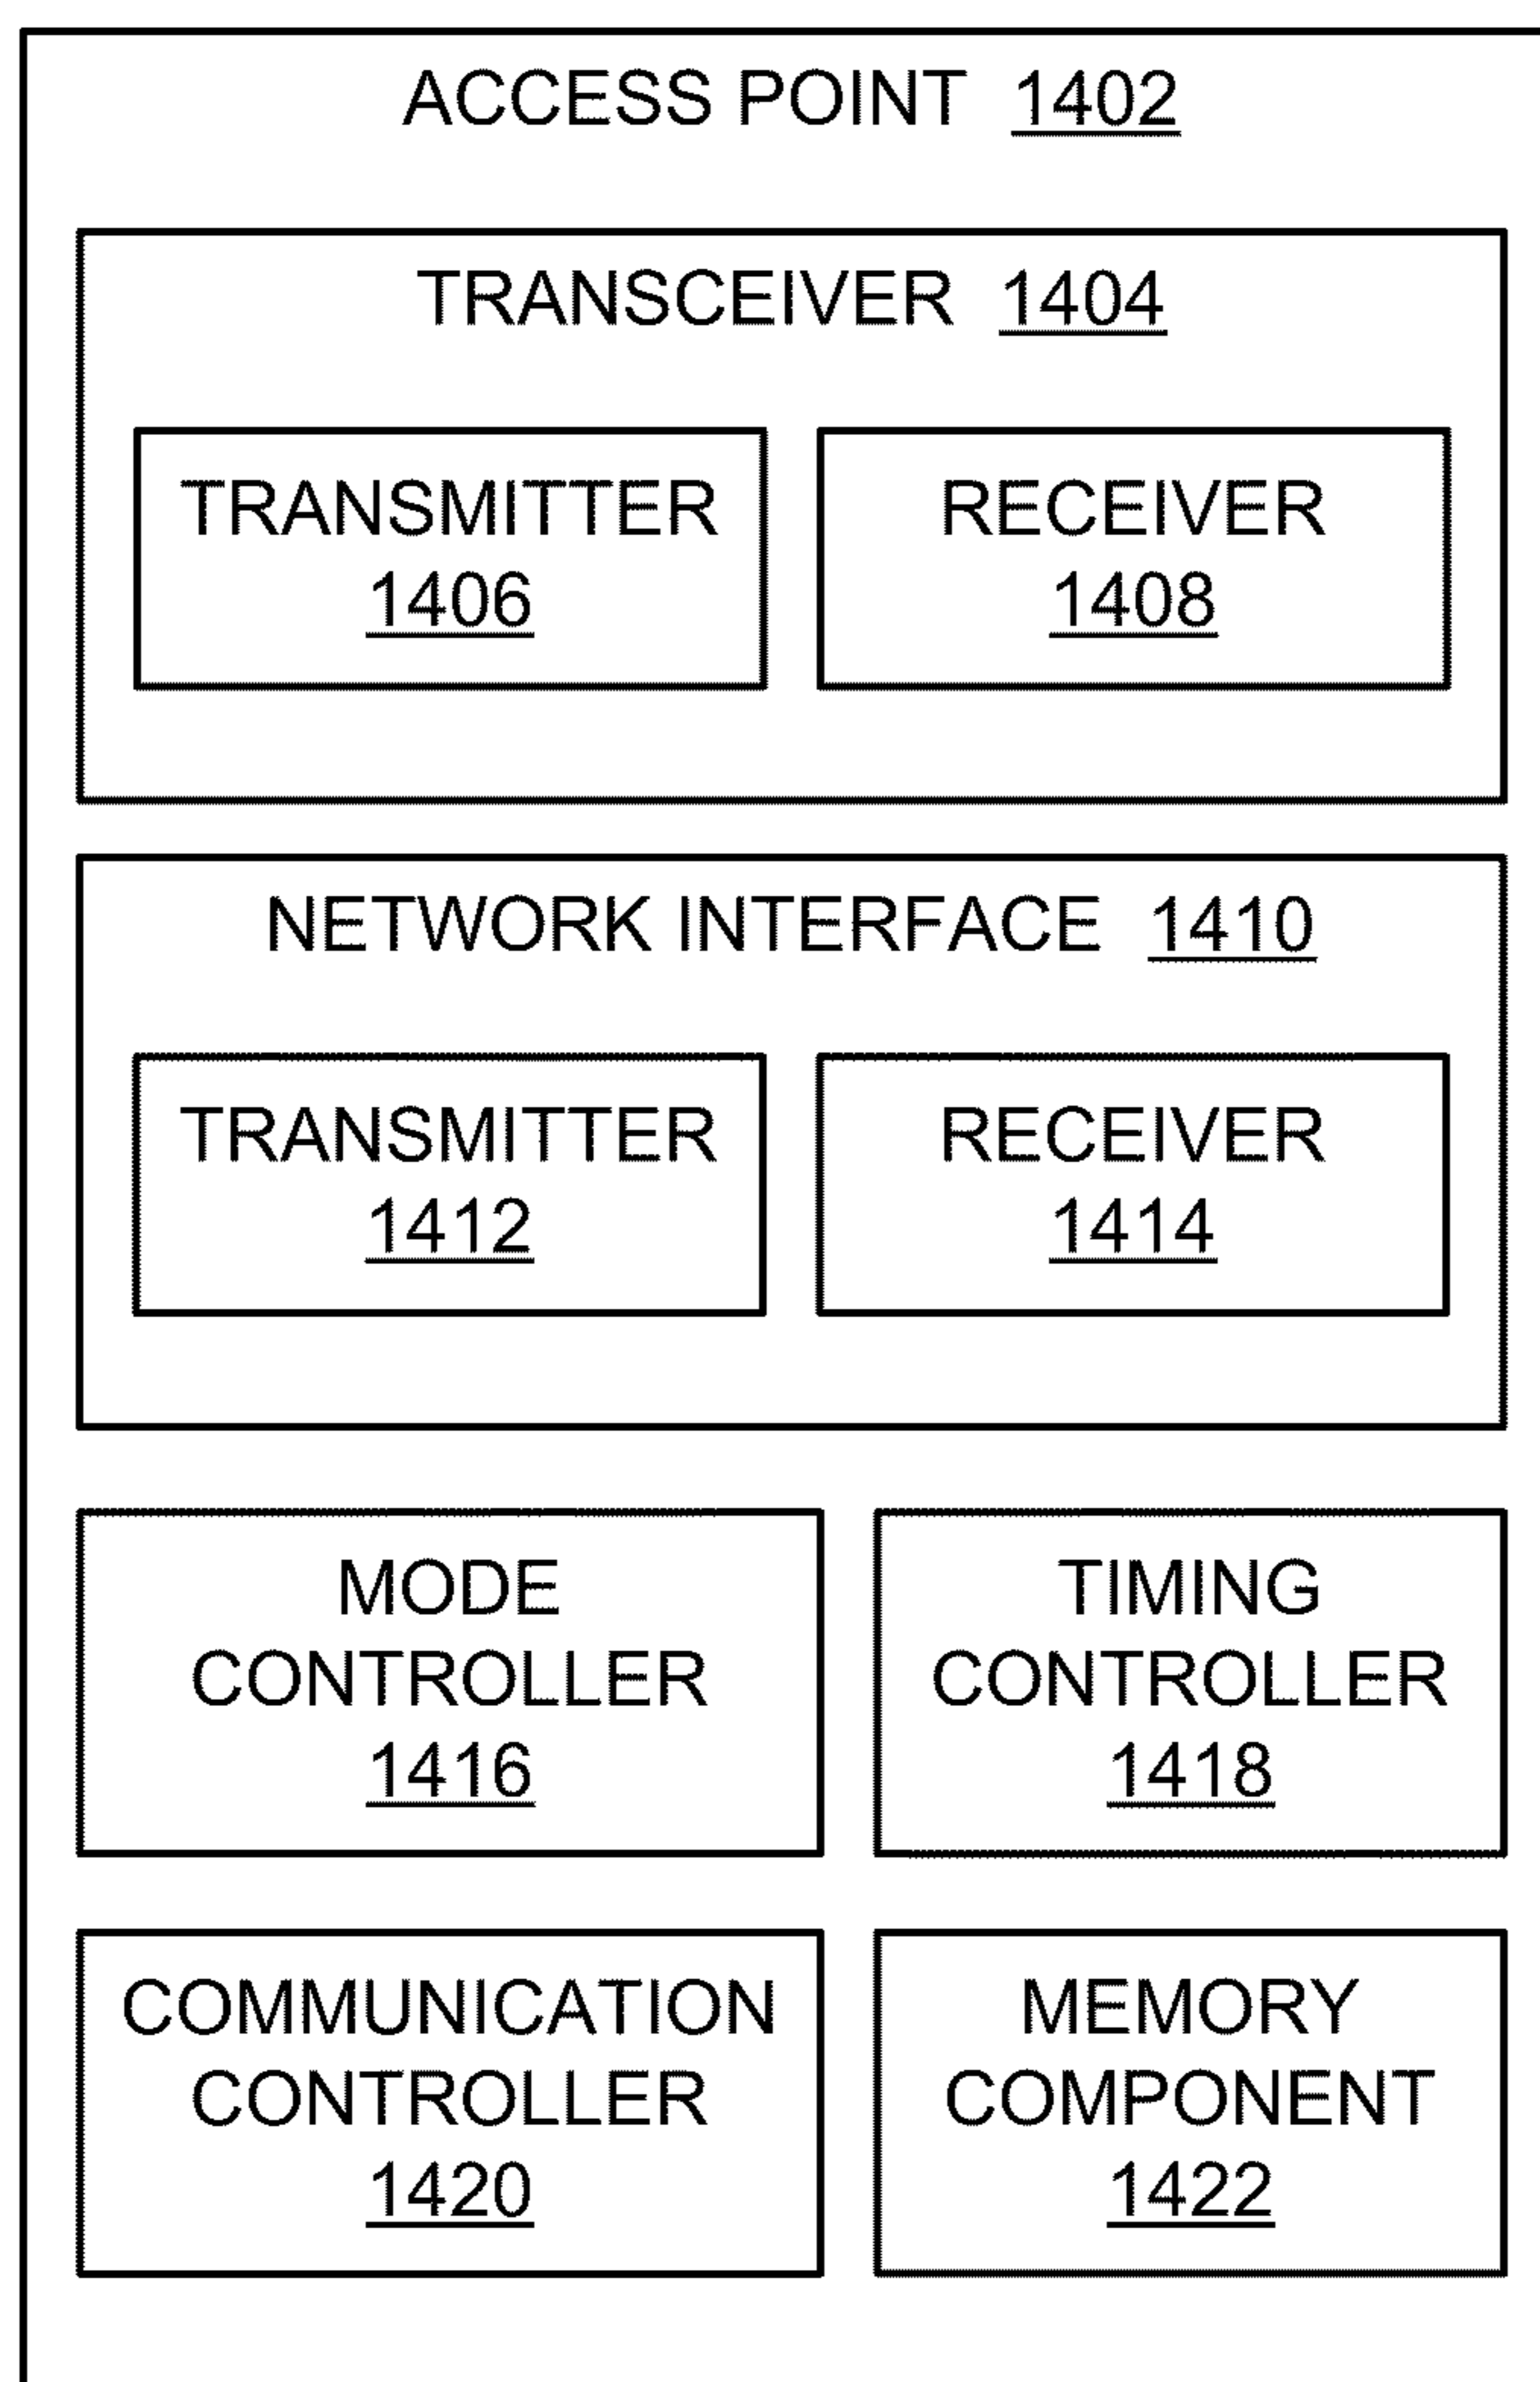 ACCESS POINT 1402
TRANSCEIVER 1404
TRANSMITTER
1406
RECEIVER
1408
NETWORK INTERFACE 1410
TRANSMITTER
1412
RECEIVER
1414
MODE
CONTROLLER
1416
TIMING
CONTROLLER
1418
COMMUNICATION
CONTROLLER
1420
MEMORY
COMPONENT
1422